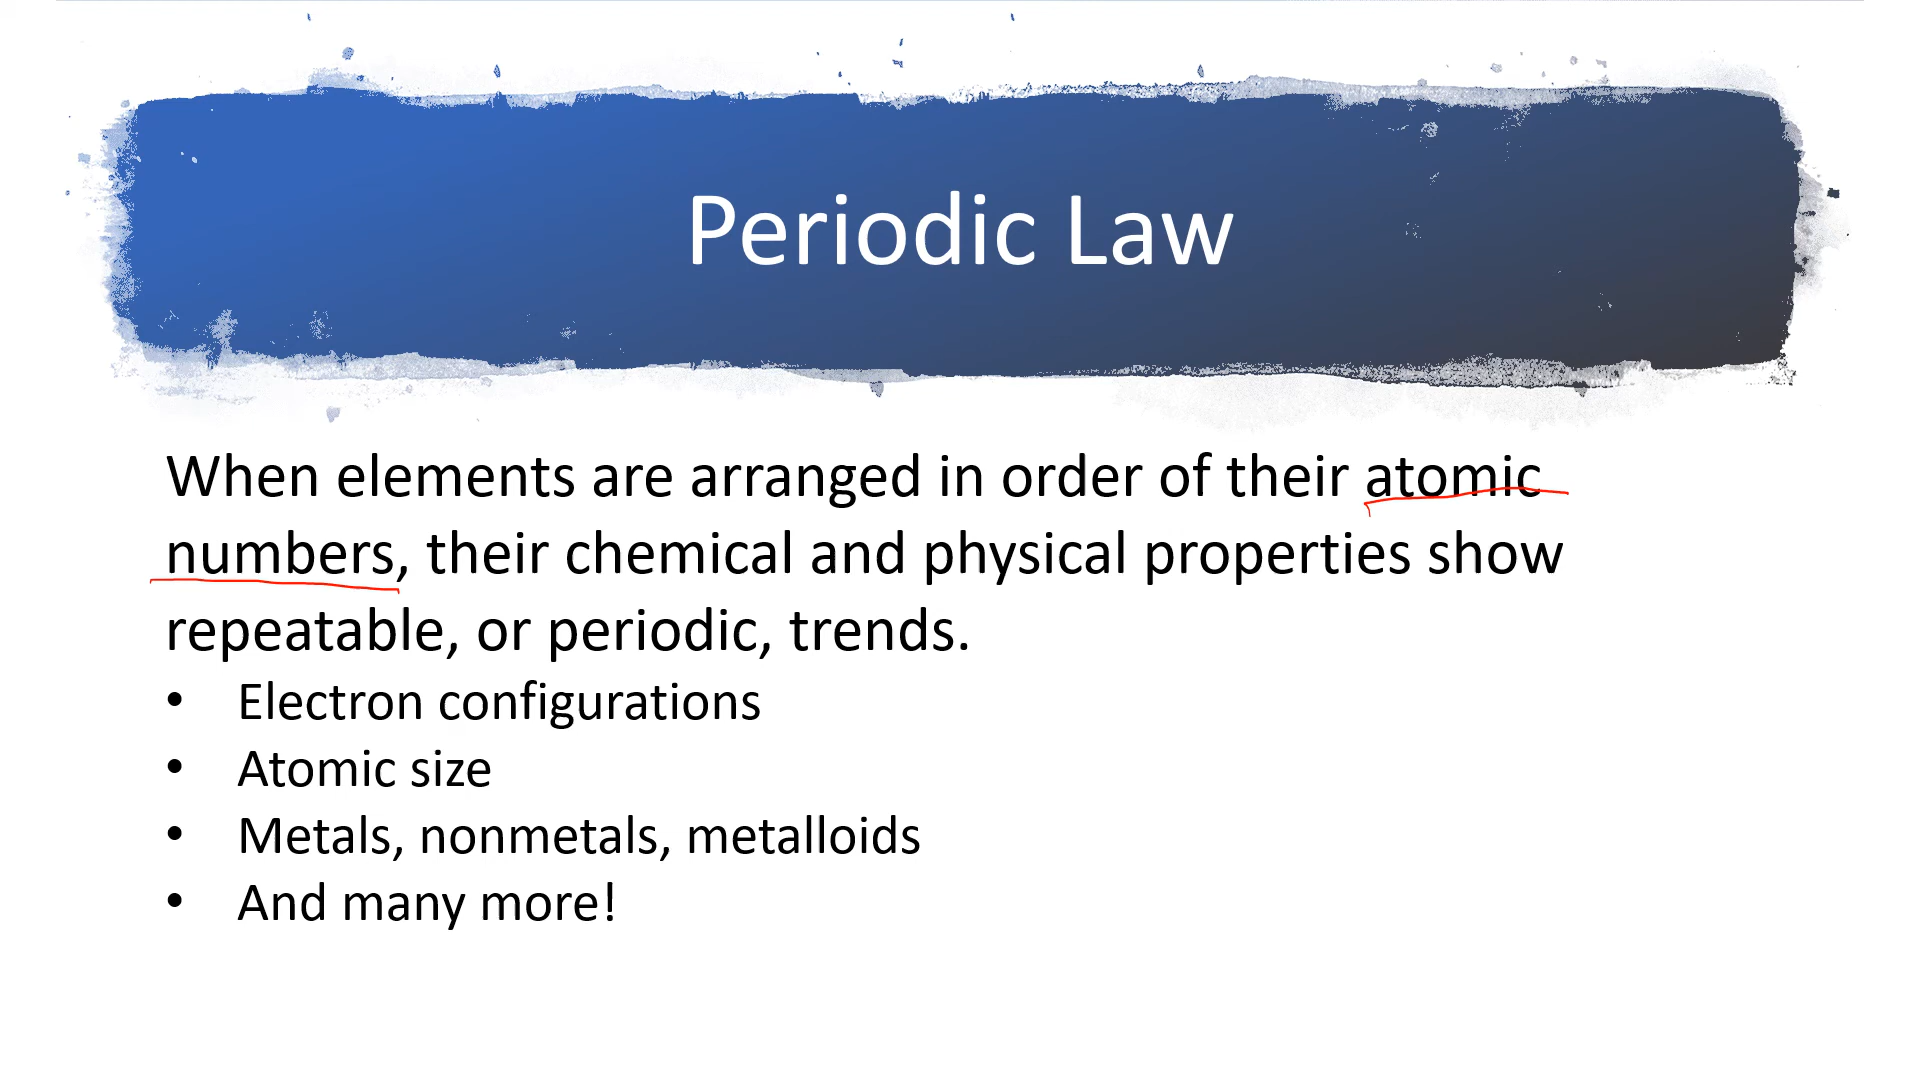 Periodic Law
When elements are arranged in order of their atomic
numbers, their chemical and physical properties show
repeatable, or periodic, trends.
• Electron configurations
• Atomic size
• Metals, nonmetals, metalloids
• And many more!